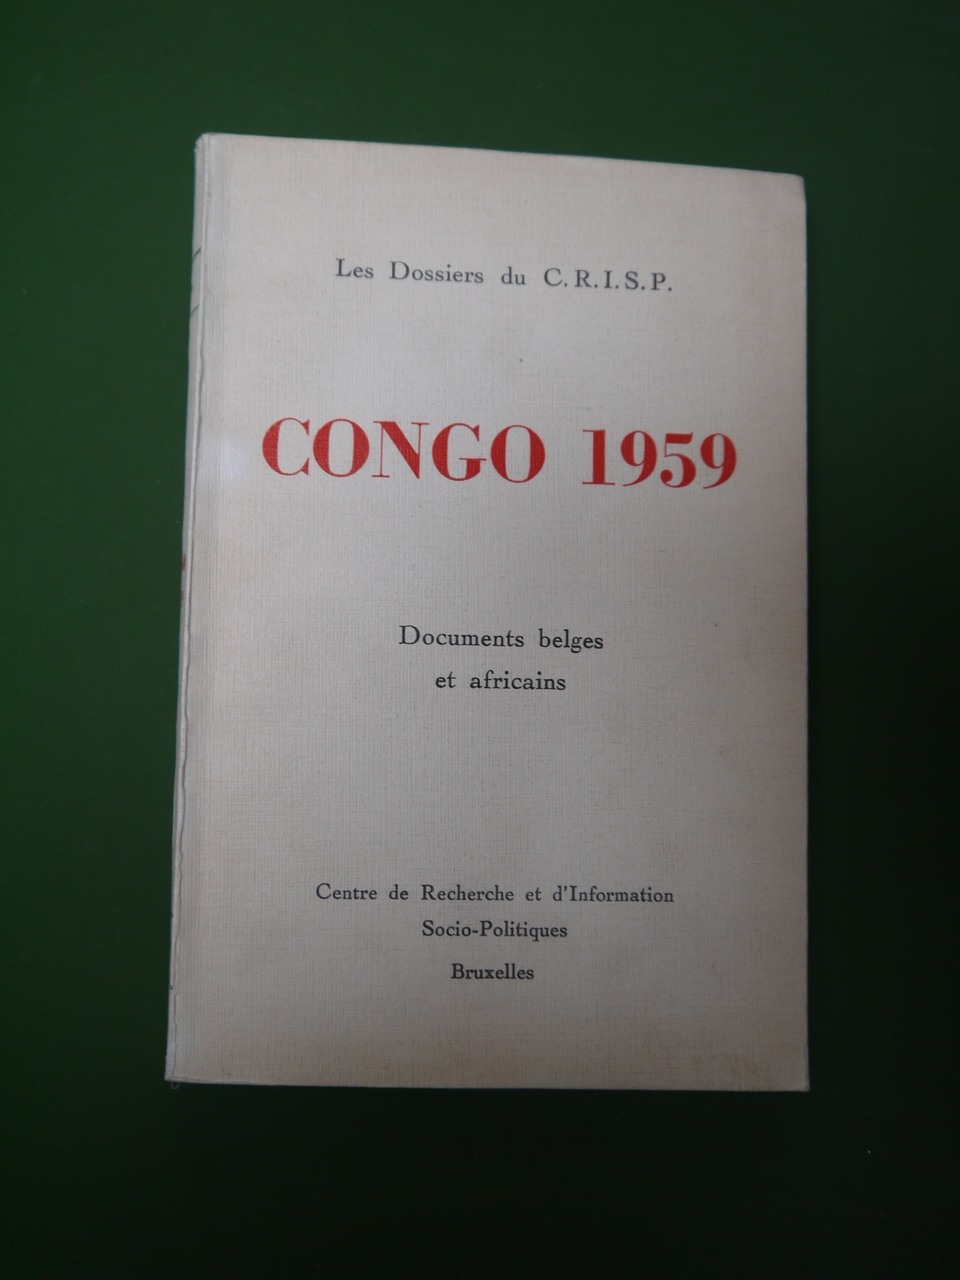 Les Dossiers du C.R.I.S.P.
CONGO 1959
Documents belges
et africains
Centre de Recherche et d'Information
Socio-Politiques
Bruxelles